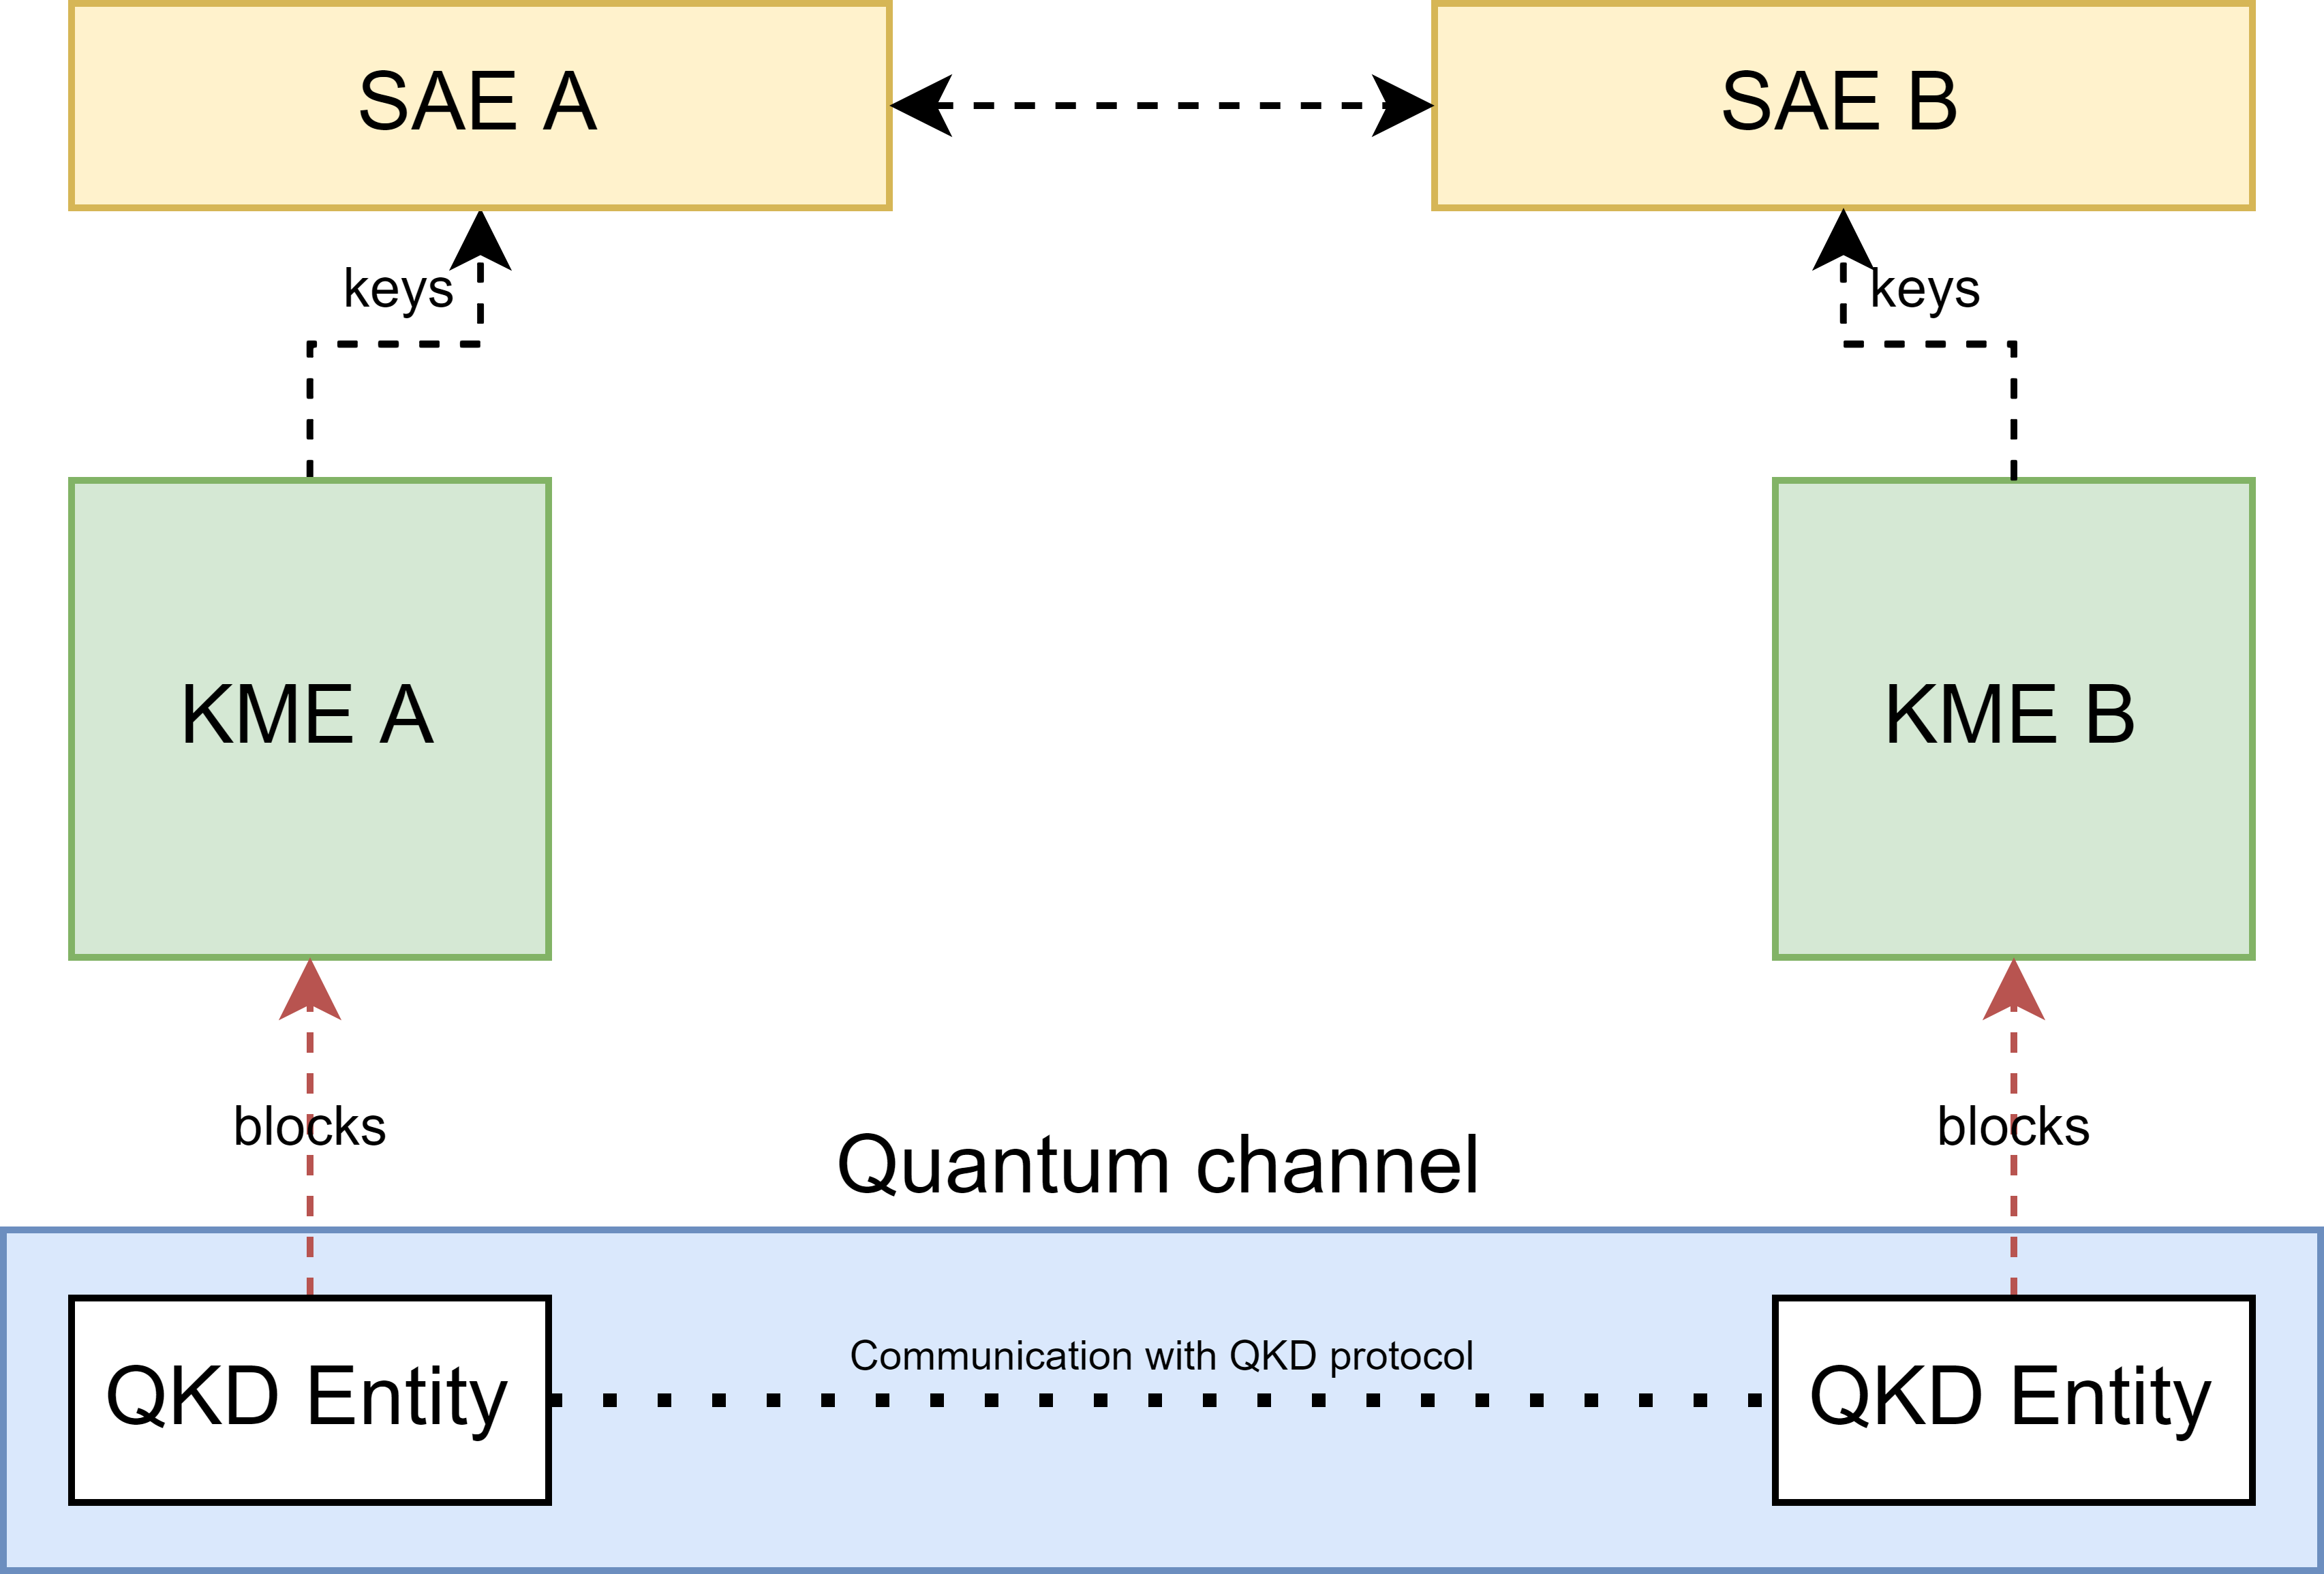 SAE A
SAE B
keys
keys
KME A
KME B
blocks
blocks
Quantum channel
Communication with QKD protocol
QKD Entity
QKD Entity